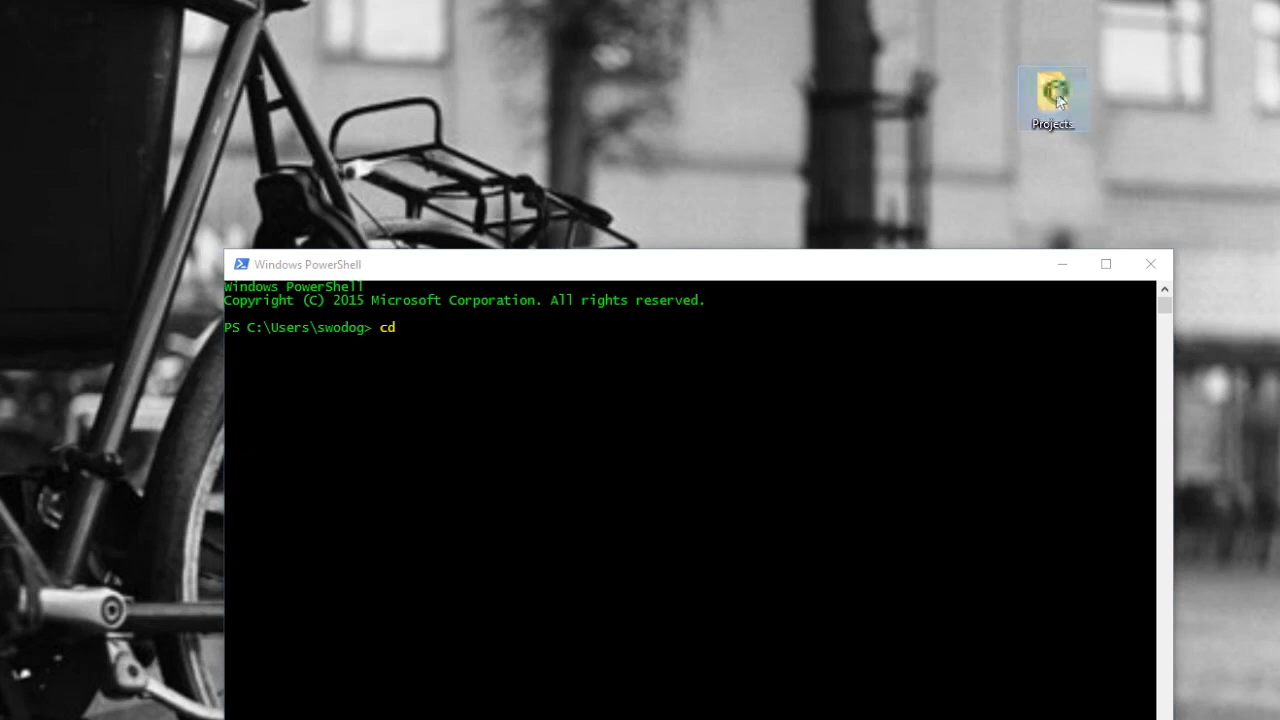 Projects
Windows PowerShell
Windows PowerShell
Copyright (C) 2015 Microsoft Corporation. All rights reserved.
PS C:\Users\swodog> cd